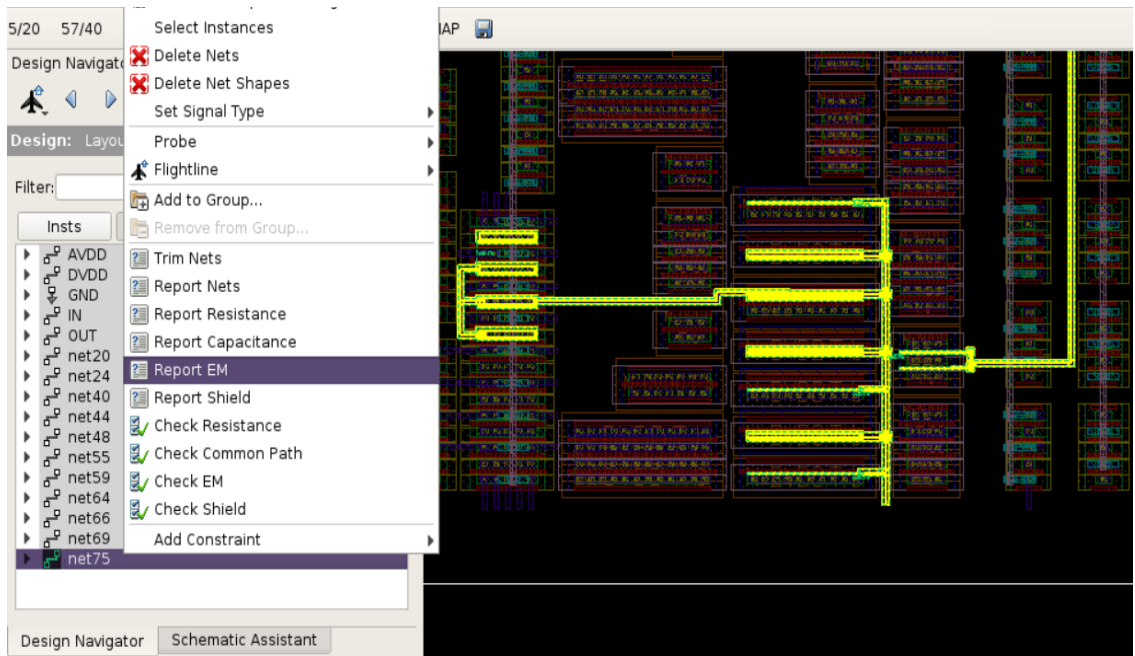 5/20 57/40
AP
Design Navigato
Design: Layou
Filter:
Insts
AVDD
DVDD
GND
IN
OUT
net20
net24
net40
net44
net48
net55
net59
net64
net66
net69
net75
Select Instances
Delete Nets
Delete Net Shapes
Set Signal Type
Probe
Flightline
Add to Group...
Remove from Group...
Trim Nets
Report Nets
Report Resistance
Report Capacitance
Report EM
Report Shield
Check Resistance
Check Common Path
Check EM
Check Shield
Add Constraint
Design Navigator Schematic Assistant